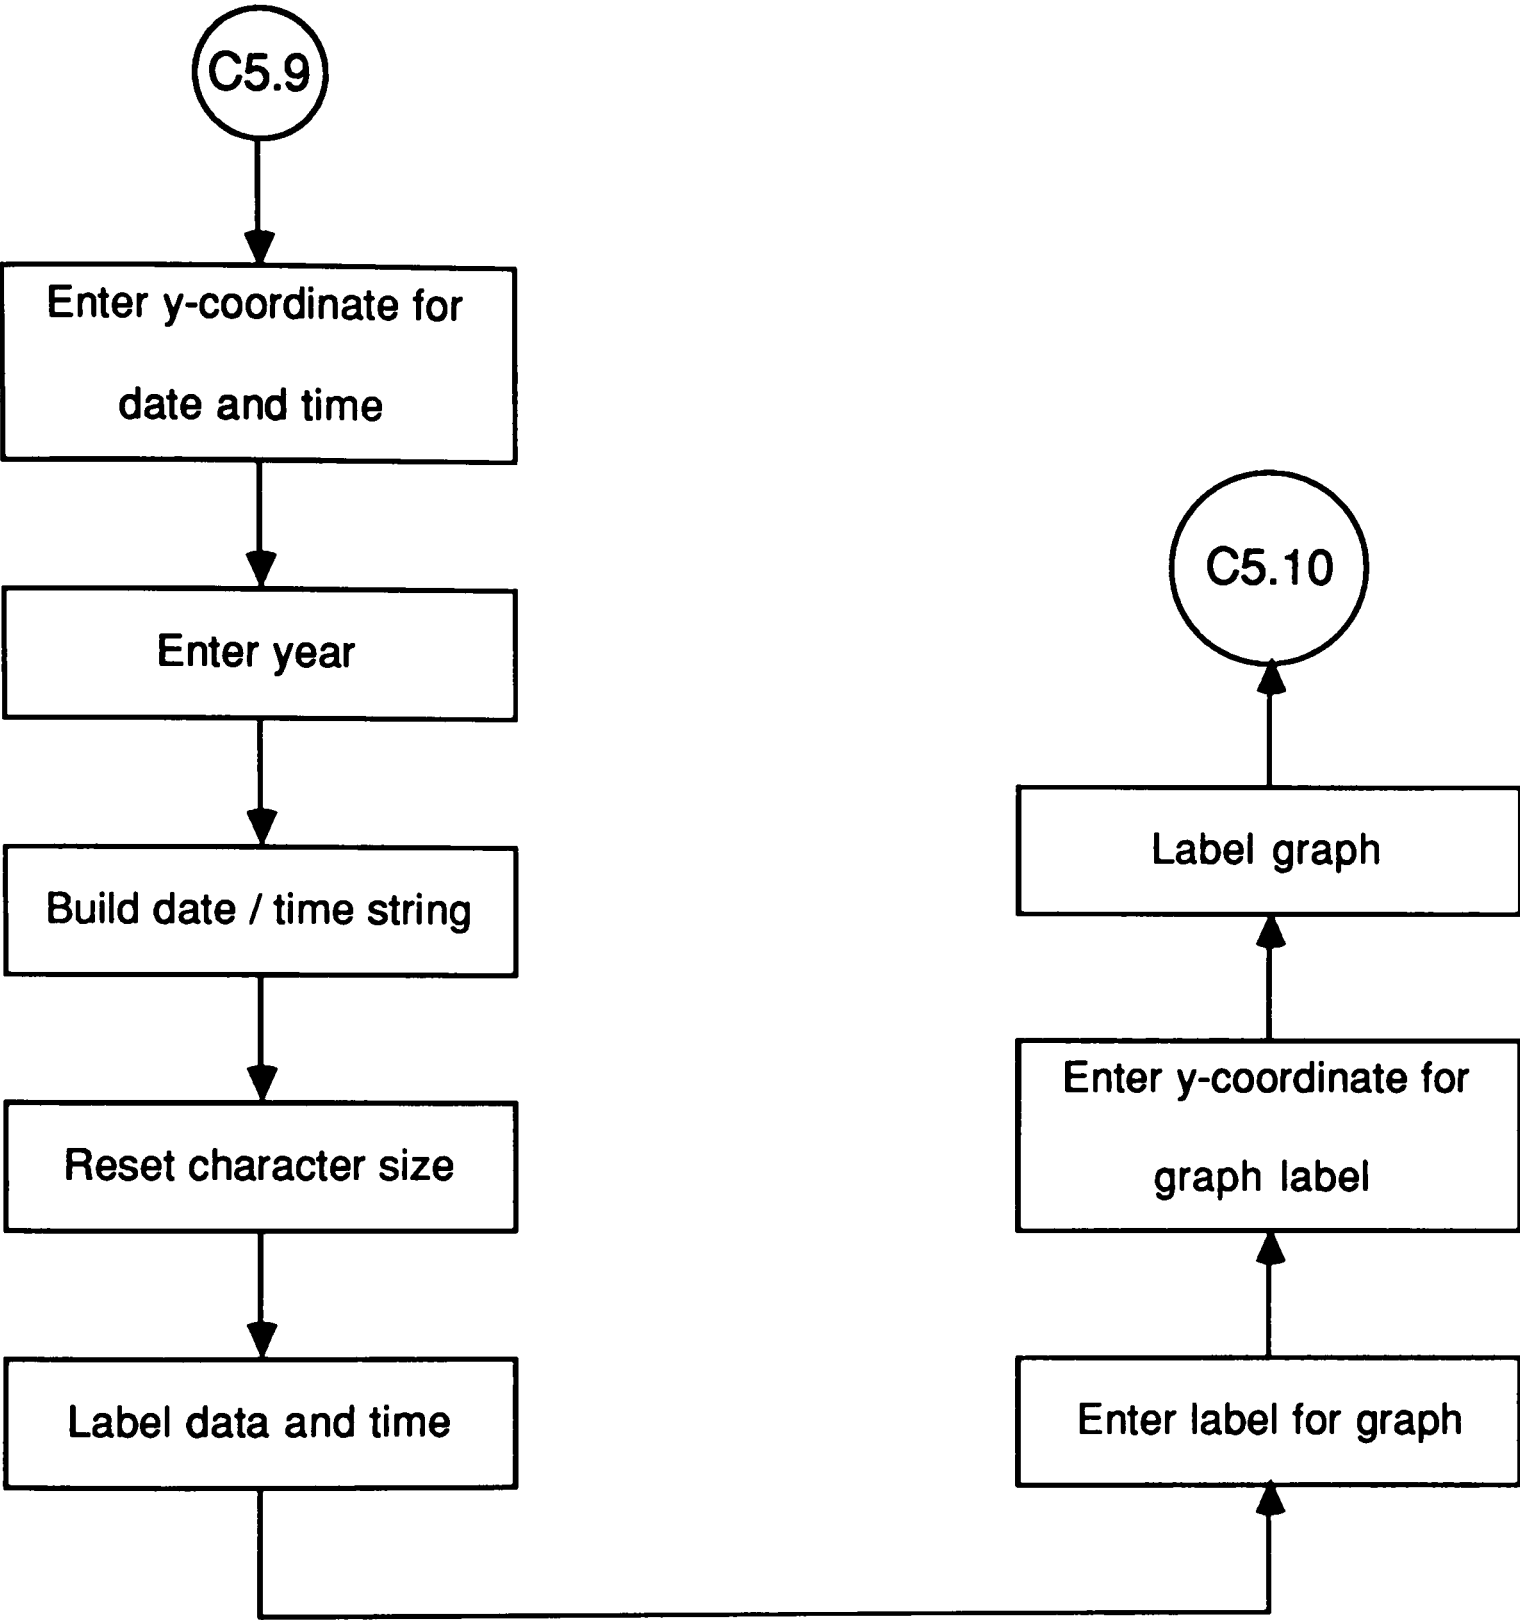 C5.9
Enter y-coordinate for
date and time
Enter year
Build date / time string
Reset character size
Label data and time
Enter label for graph
Enter y-coordinate for
graph label
Label graph
C5.10